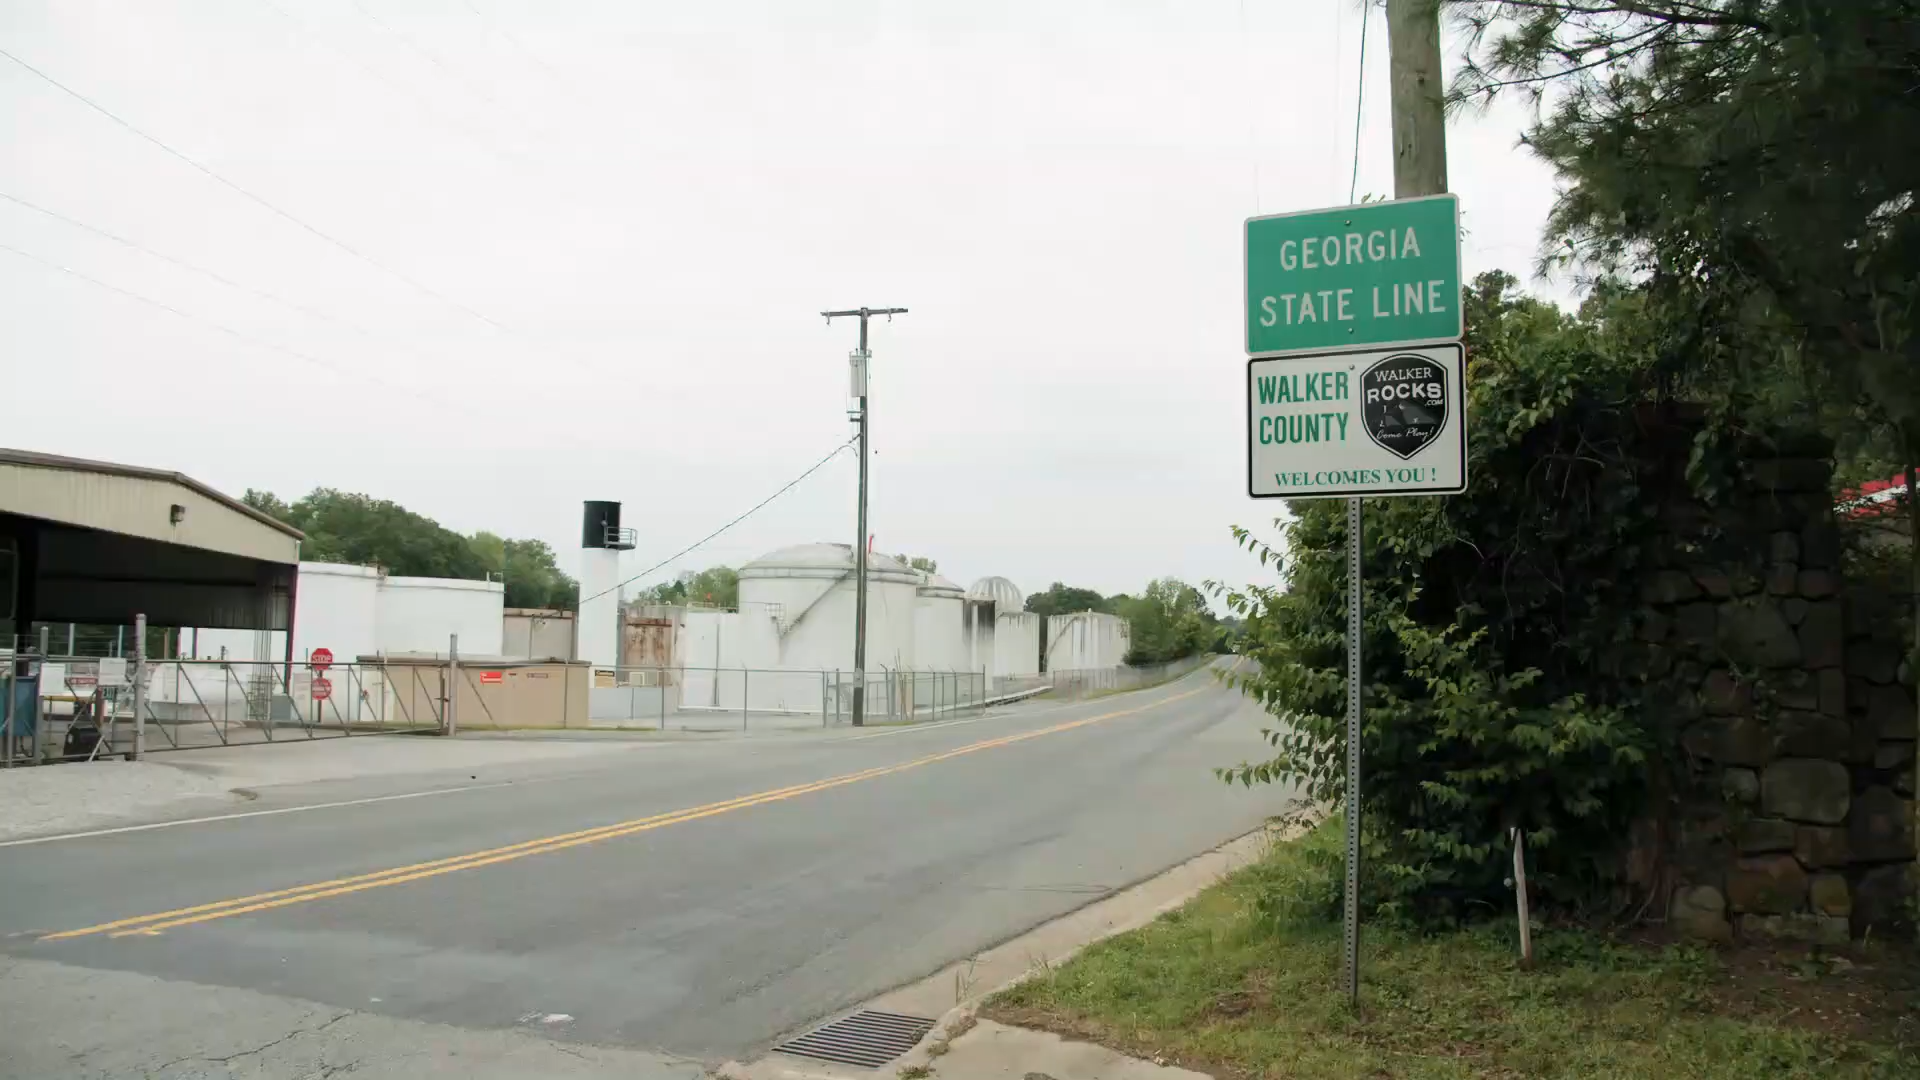 GEORGIA
STATE LINE
WALKER
COUNTY
WALKER
ROCKS
.COM
Come Play!
WELCOMES YOU !
STOP